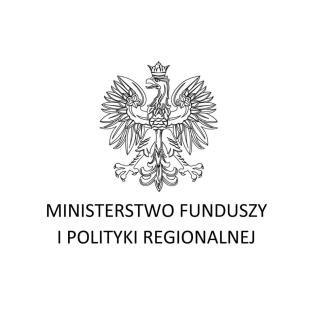 MINISTERSTWO FUNDUSZY
I POLITYKI REGIONALNEJ